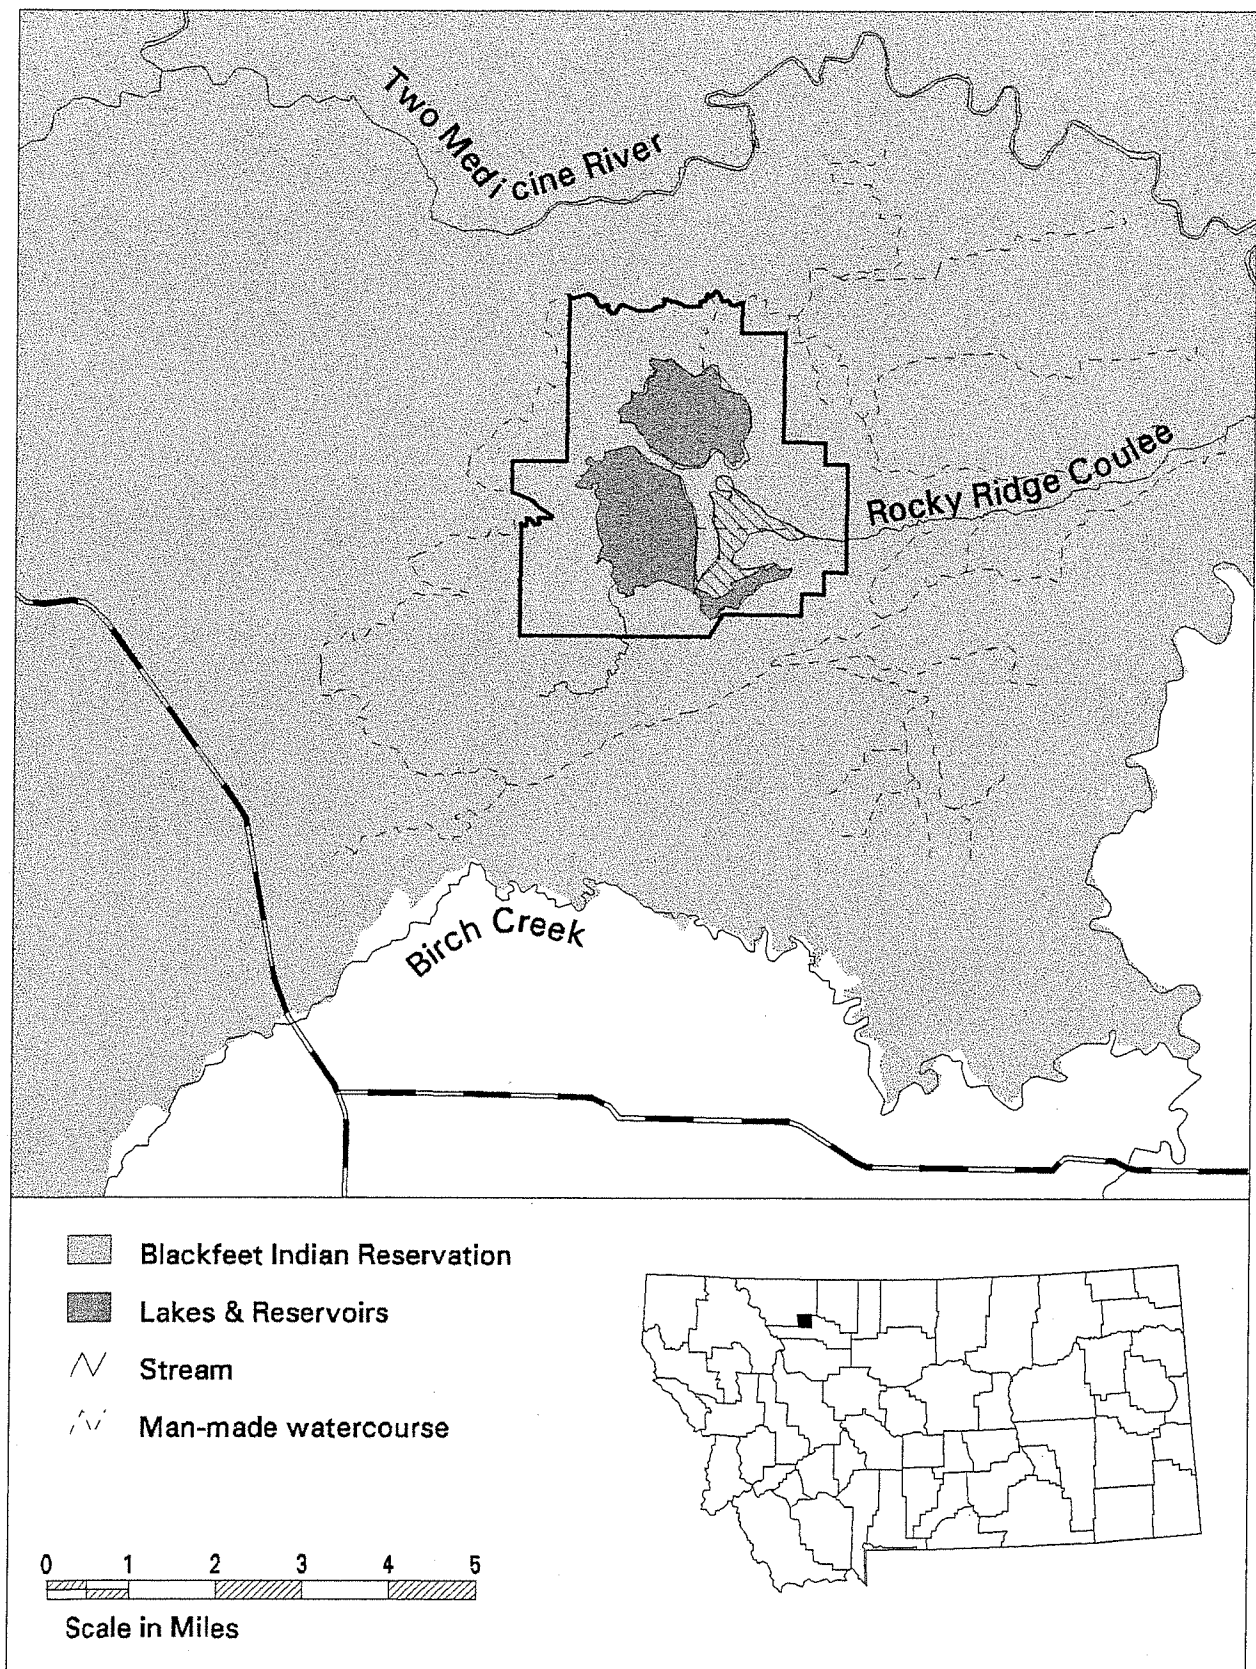 Two Medicine River
Rocky Ridge Coulee
Birch Creek
Blackfeet Indian Reservation
Lakes & Reservoirs
Stream
Man-made watercourse
0 1 2 3 4 5
Scale in Miles